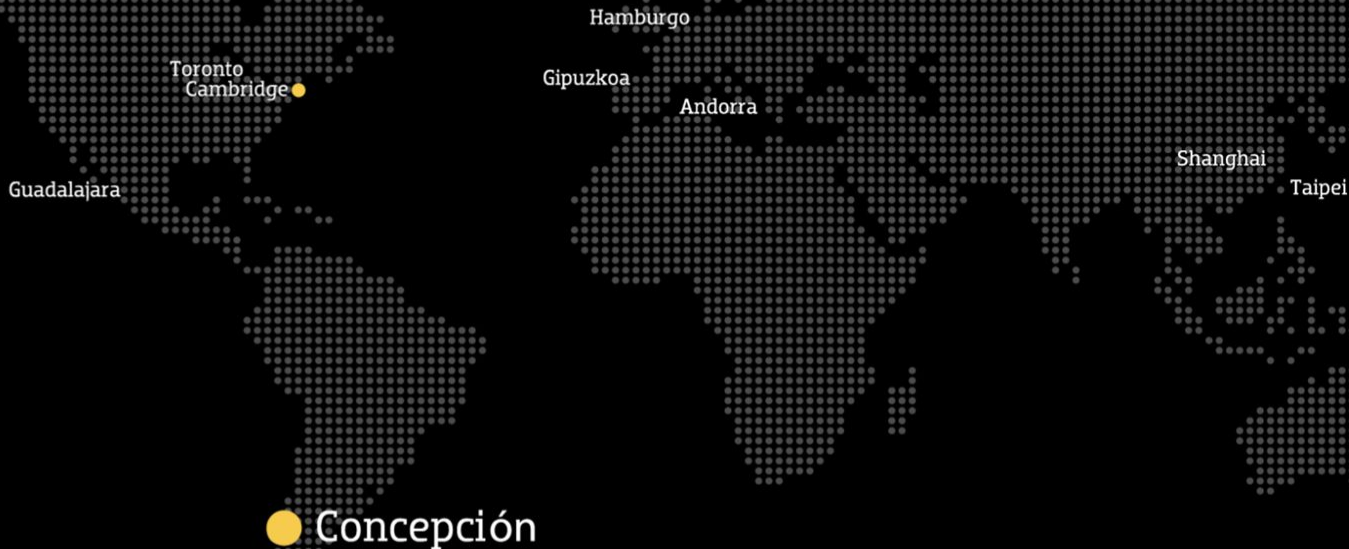 Hamburgo
Toronto
Gipuzkoa
Cambridge
Andorra
Shanghai
Guadalajara
Taipei
Concepción